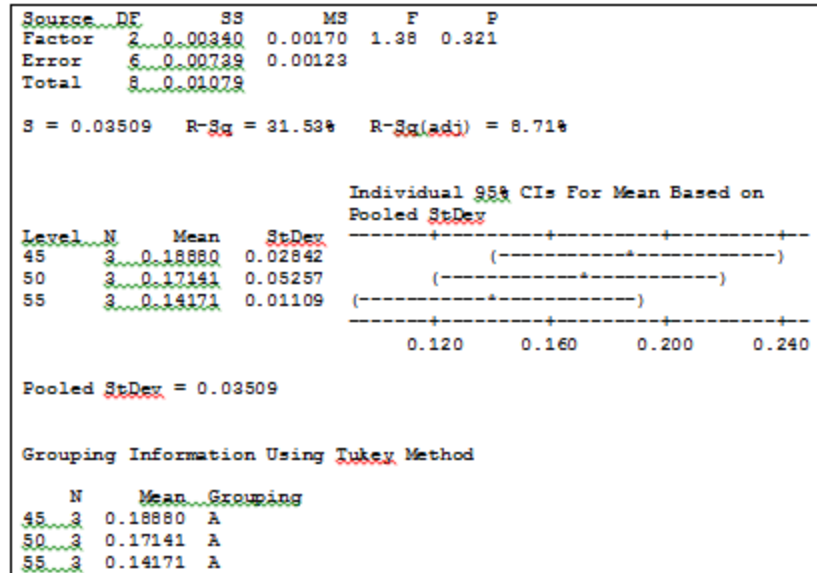 Source  DF       SS       MS     F      P
Factor   2  0.00340  0.00170  1.38  0.321
Error    6  0.00739  0.00123
Total    8  0.01079
S = 0.03509   R-Sq = 31.53%   R-Sq(adj) = 8.71%
Individual 95% CIs For Mean Based on
Pooled StDev
Level  N     Mean    StDev  -------+---------+---------+---------+--
45     3  0.18880  0.02842              (-----------*------------)
50     3  0.17141  0.05257         (------------*-----------)
55     3  0.14171  0.01109  (-----------*------------)
-------+---------+---------+---------+--
0.120     0.160     0.200     0.240
Pooled StDev = 0.03509
Grouping Information Using Tukey Method
N     Mean  Grouping
45  3  0.18880  A
50  3  0.17141  A
55  3  0.14171  A